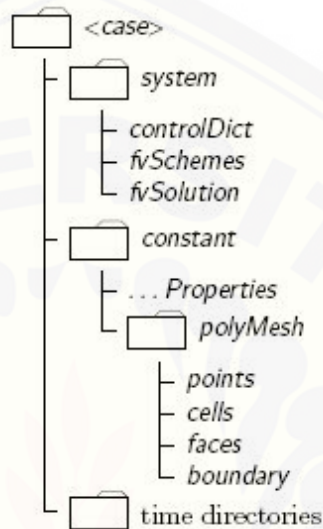 <case>
system
controlDict
fvSchemes
fvSolution
constant
... Properties
polyMesh
points
cells
faces
boundary
time directories